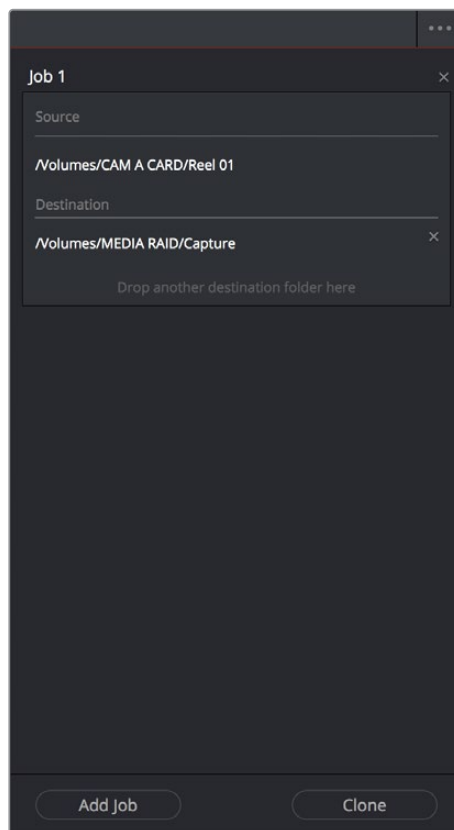 Job 1
Source
/Volumes/CAM A CARD/Reel 01
Destination
/Volumes/MEDIA RAID/Capture
Drop another destination folder here
Add Job
Clone